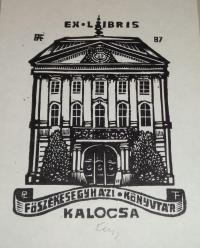 EX·LIBRIS
87
FŐSZÉKESEGYHÁZI·KÖNYVTÁR
KALOCSA